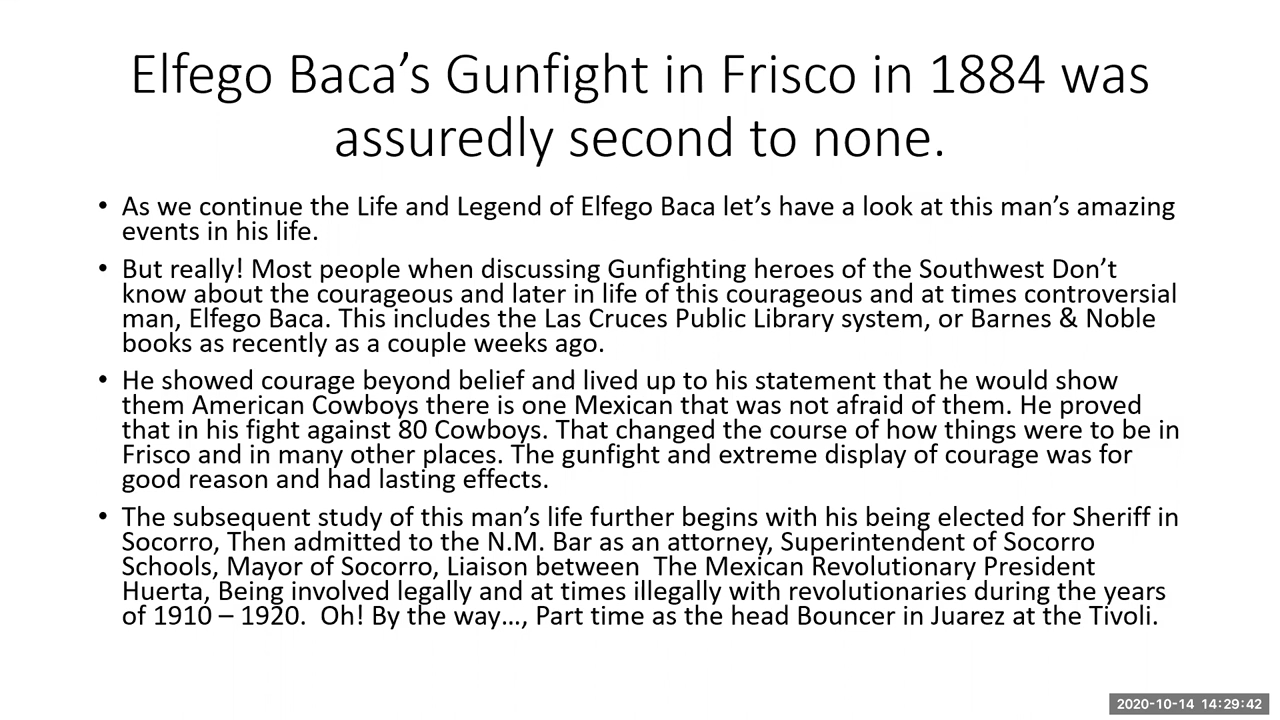 Elfego Baca’s Gunfight in Frisco in 1884 was
assuredly second to none.
• As we continue the Life and Legend of Elfego Baca let’s have a look at this man’s amazing
events in his life.
• But really! Most people when discussing Gunfighting heroes of the Southwest Don’t
know about the courageous and later in life of this courageous and at times controversial
man, Elfego Baca. This includes the Las Cruces Public Library system, or Barnes & Noble
books as recently as a couple weeks ago.
• He showed courage beyond belief and lived up to his statement that he would show
them American Cowboys there is one Mexican that was not afraid of them. He proved
that in his fight against 80 Cowboys. That changed the course of how things were to be in
Frisco and in many other places. The gunfight and extreme display of courage was for
good reason and had lasting effects.
• The subsequent study of this man’s life further begins with his being elected for Sheriff in
Socorro, Then admitted to the N.M. Bar as an attorney, Superintendent of Socorro
Schools, Mayor of Socorro, Liaison between  The Mexican Revolutionary President
Huerta, Being involved legally and at times illegally with revolutionaries during the years
of 1910 – 1920.  Oh! By the way…, Part time as the head Bouncer in Juarez at the Tivoli.
2020-10-14 14:29:42